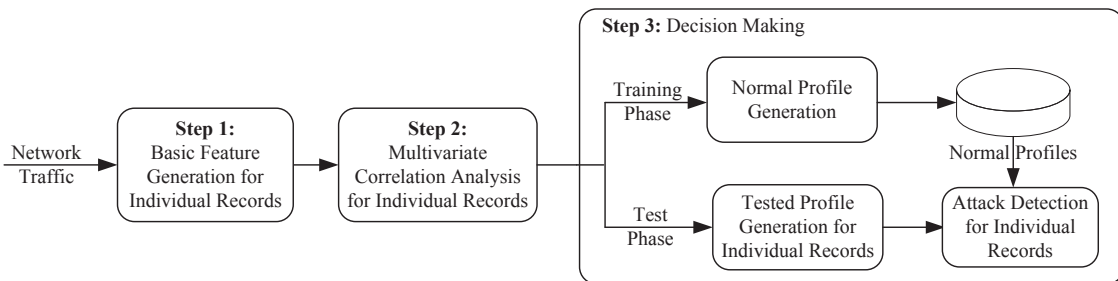 Network
Traffic
Step 1:
Basic Feature
Generation for
Individual Records
Step 2:
Multivariate
Correlation Analysis
for Individual Records
Step 3: Decision Making
Training
Phase
Normal Profile
Generation
Normal Profiles
Test
Phase
Tested Profile
Generation for
Individual Records
Attack Detection
for Individual
Records